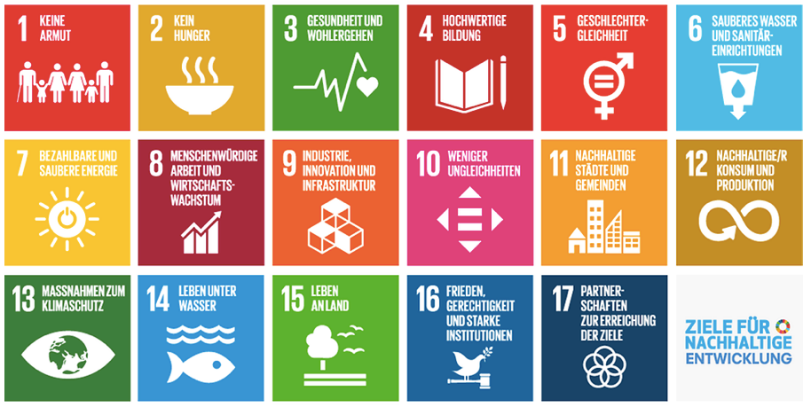 1 KEINE
ARMUT
2 KEIN
HUNGER
3 GESUNDHEIT UND
WOHLERGEHEN
4 HOCHWERTIGE
BILDUNG
5 GESCHLECHTER-
GLEICHHEIT
6 SAUBERES WASSER
UND SANITÄR-
EINRICHTUNGEN
7 BEZAHLBARE UND
SAUBERE ENERGIE
8 MENSCHENWÜRDIGE
ARBEIT UND
WIRTSCHAFTS-
WACHSTUM
9 INDUSTRIE,
INNOVATION UND
INFRASTRUKTUR
10 WENIGER
UNGLEICHHEITEN
11 NACHHALTIGE
STÄDTE UND
GEMEINDEN
12 NACHHALTIGE/R
KONSUM UND
PRODUKTION
13 MASSNAHMEN ZUM
KLIMASCHUTZ
14 LEBEN UNTER
WASSER
15 LEBEN
AN LAND
16 FRIEDEN,
GERECHTIGKEIT
UND STARKE
INSTITUTIONEN
17 PARTNER-
SCHAFTEN
ZUR ERREICHUNG
DER ZIELE
ZIELE FÜR
NACHHALTIGE
ENTWICKLUNG